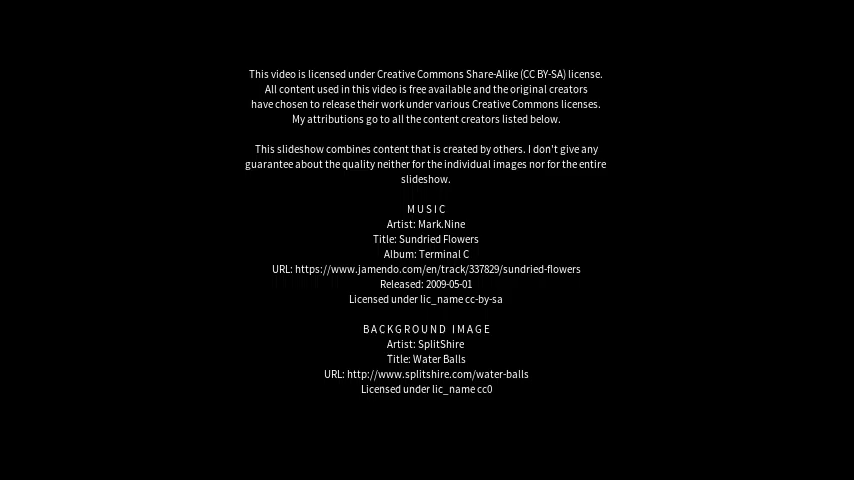 This video is licensed under Creative Commons Share-Alike (CC BY-SA) license.
All content used in this video is free available and the original creators
have chosen to release their work under various Creative Commons licenses.
My attributions go to all the content creators listed below.
This slideshow combines content that is created by others. I don't give any
guarantee about the quality neither for the individual images nor for the entire
slideshow.
MUSIC
Artist: Mark.Nine
Title: Sundried Flowers
Album: Terminal C
URL: https://www.jamendo.com/en/track/337829/sundried-flowers
Released: 2009-05-01
Licensed under lic_name cc-by-sa
BACKGROUND IMAGE
Artist: SplitShire
Title: Water Balls
URL: http://www.splitshire.com/water-balls
Licensed under lic_name cc0